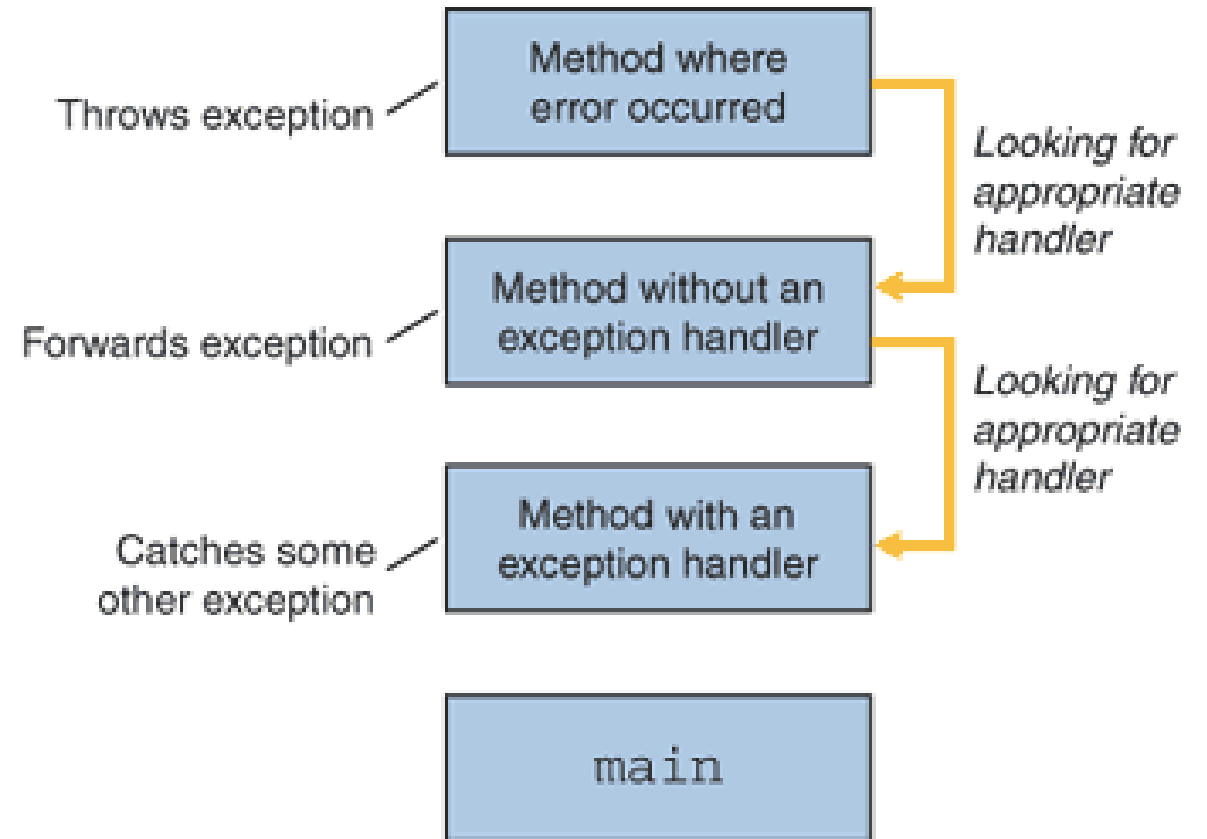 Method where
error occurred
Throws exception
Looking for
appropriate
handler
Method without an
exception handler
Forwards exception
Looking for
appropriate
handler
Method with an
exception handler
Catches some
other exception
main